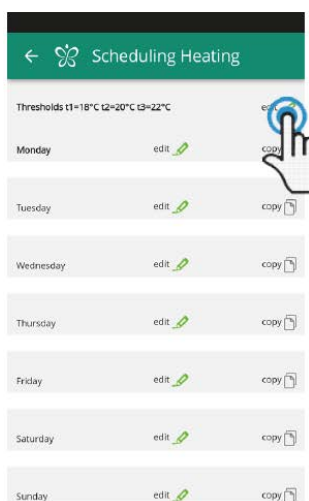 Scheduling Heating
Thresholds t1=18°C t2=20°C t3=22°C
Monday edit copy
Tuesday edit copy
Wednesday edit copy
Thursday edit copy
Friday edit copy
Saturday edit copy
Sunday edit copy